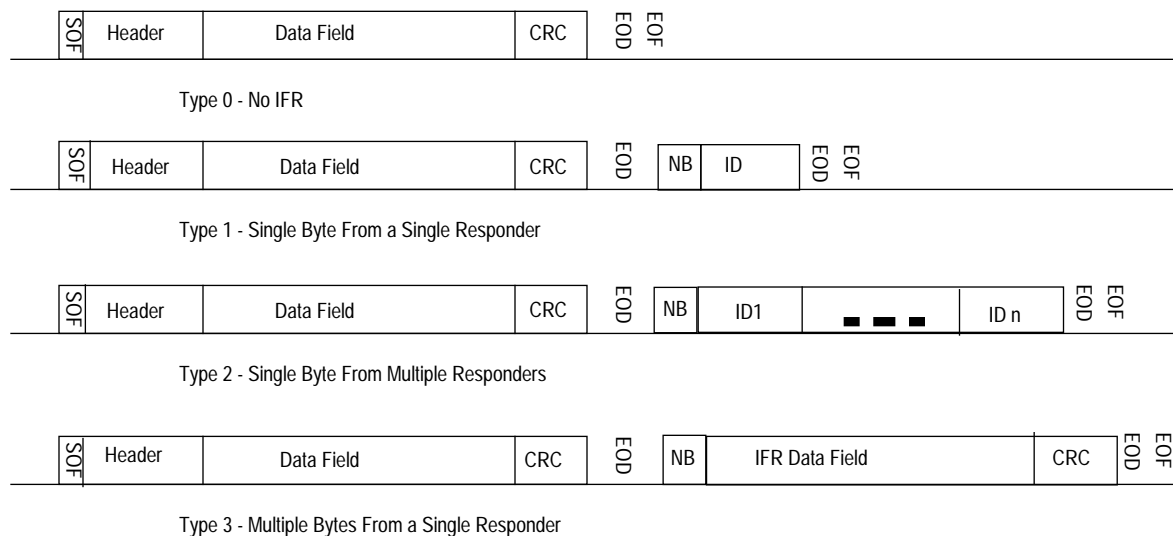 SOF Header Data Field CRC EOD EOF
Type 0 - No IFR
SOF Header Data Field CRC EOD NB ID EOD EOF
Type 1 - Single Byte From a Single Responder
SOF Header Data Field CRC EOD NB ID1 ID n EOD EOF
Type 2 - Single Byte From Multiple Responders
SOF Header Data Field CRC EOD NB IFR Data Field CRC EOD EOF
Type 3 - Multiple Bytes From a Single Responder